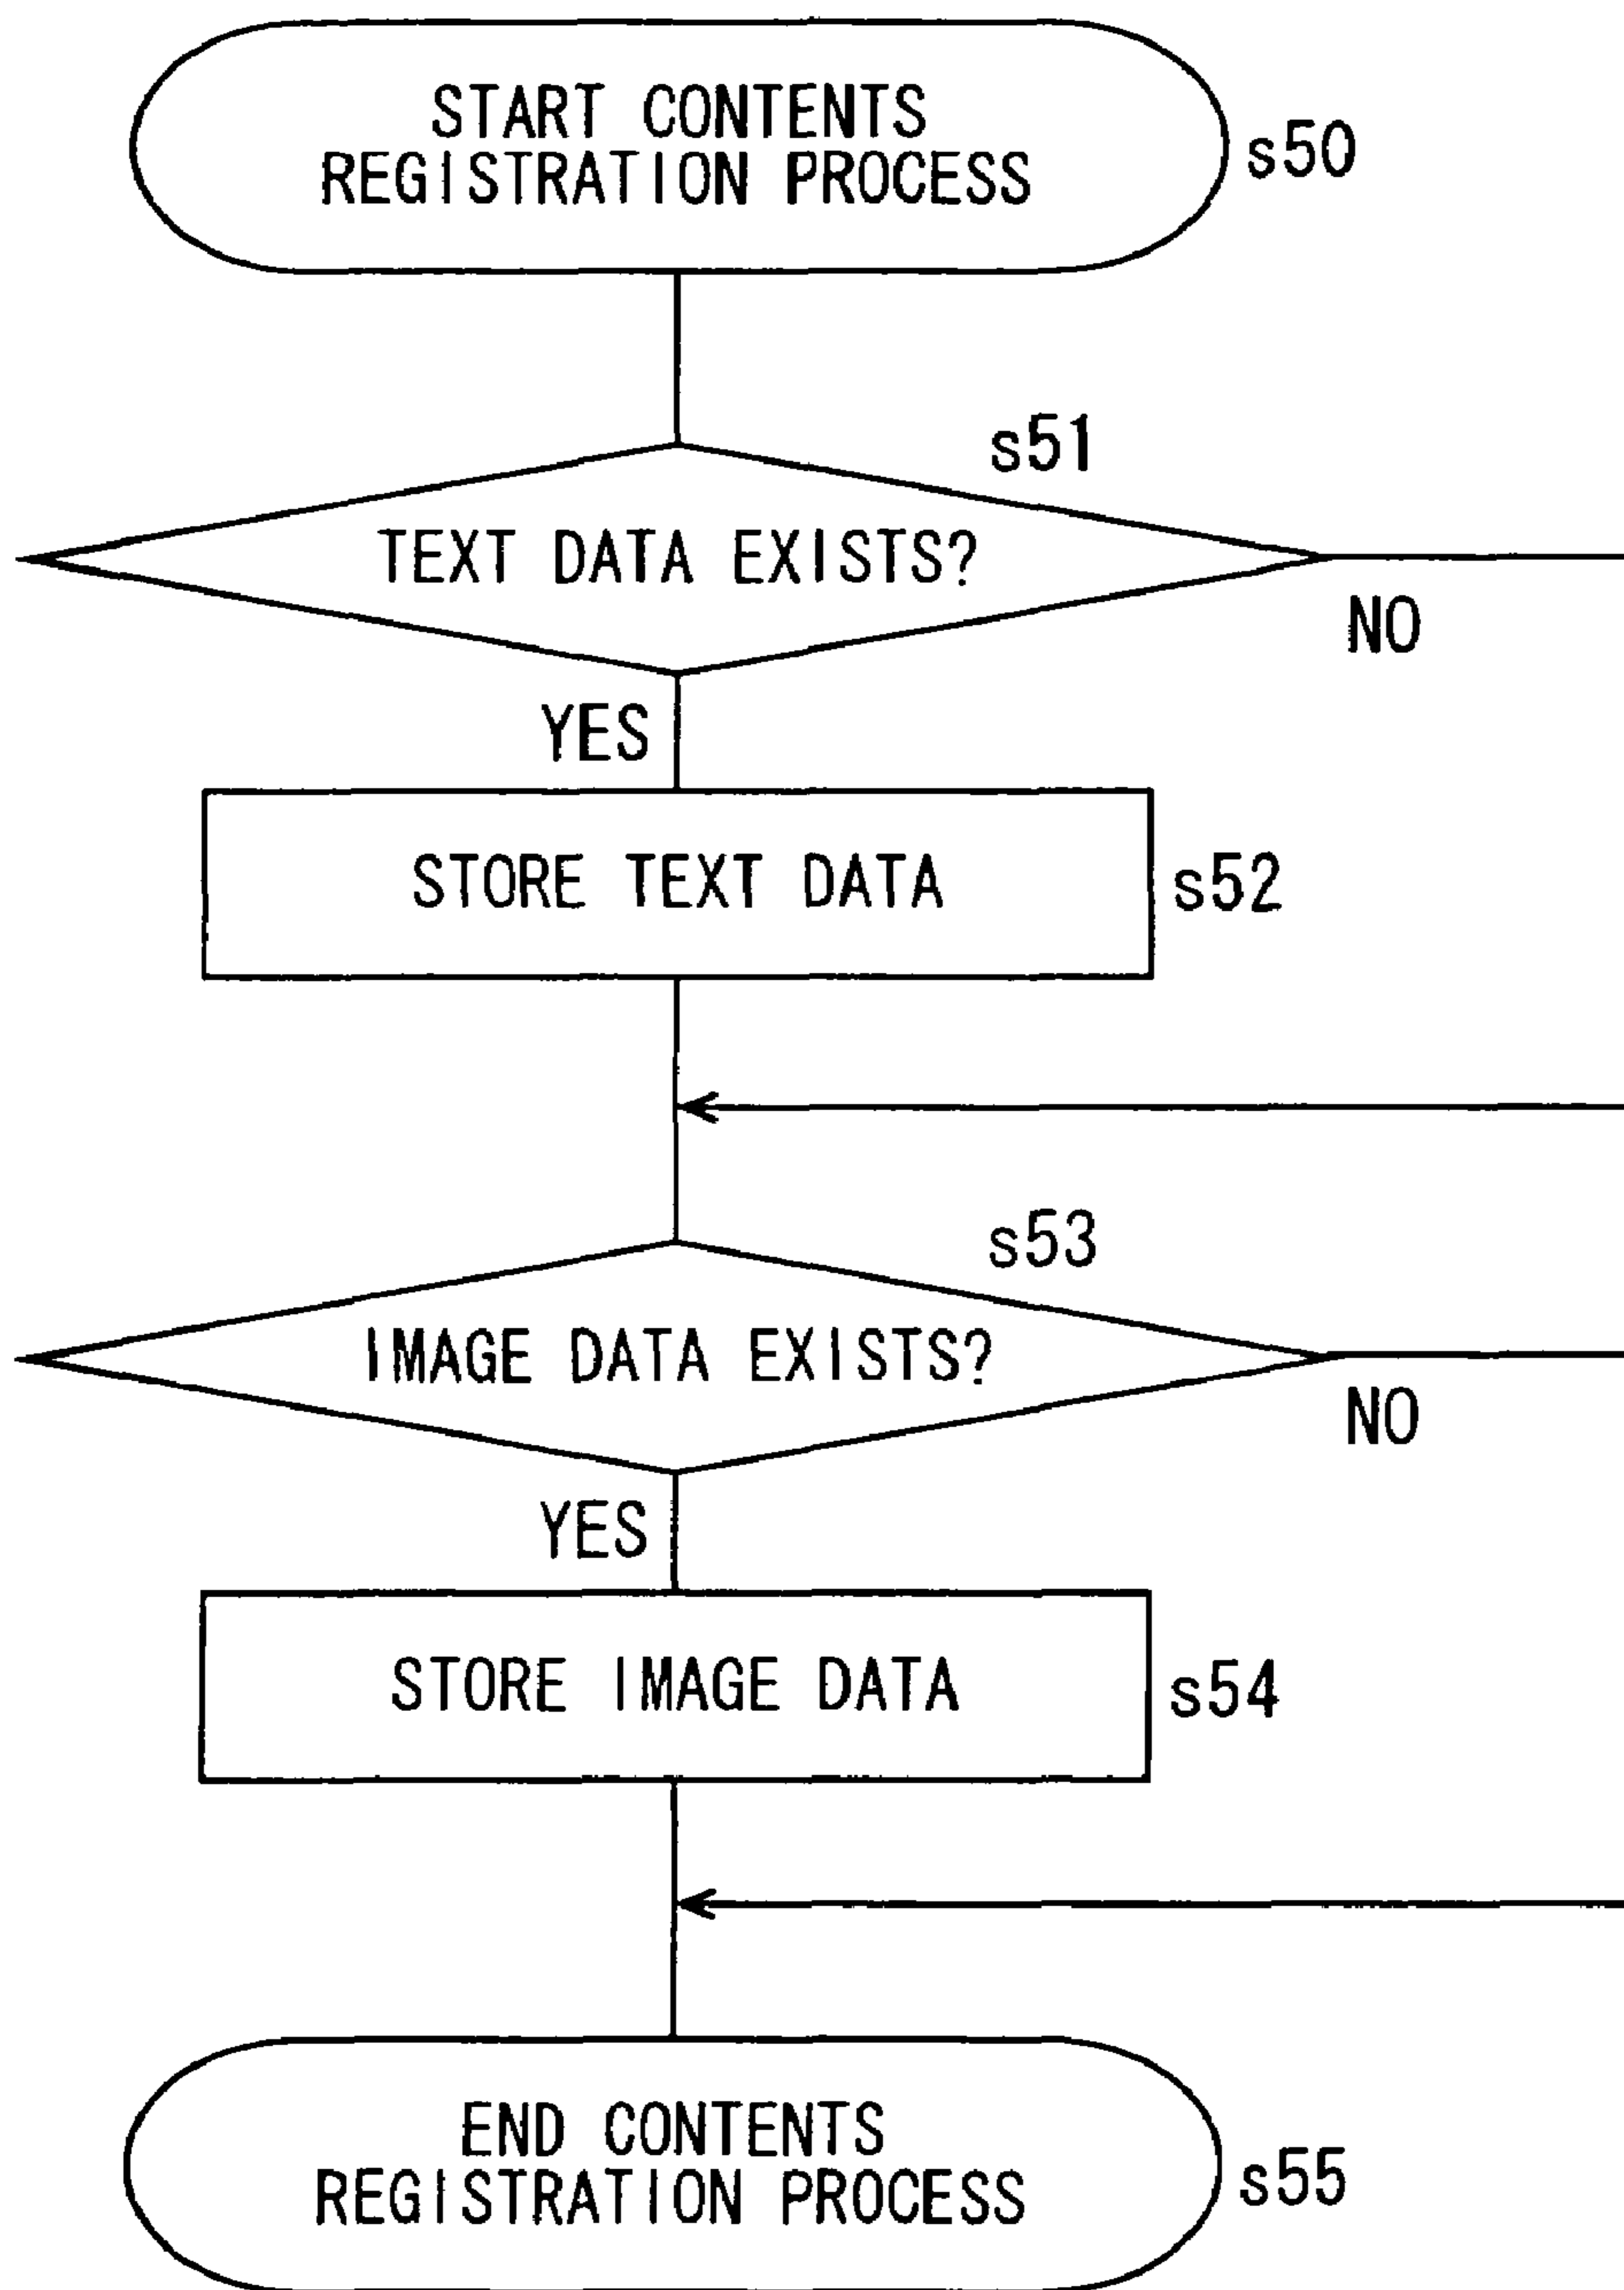 START CONTENTS
REGISTRATION PROCESS
s50
s51
TEXT DATA EXISTS?
NO
YES
STORE TEXT DATA
s52
s53
IMAGE DATA EXISTS?
NO
YES
STORE IMAGE DATA
s54
END CONTENTS
REGISTRATION PROCESS
s55